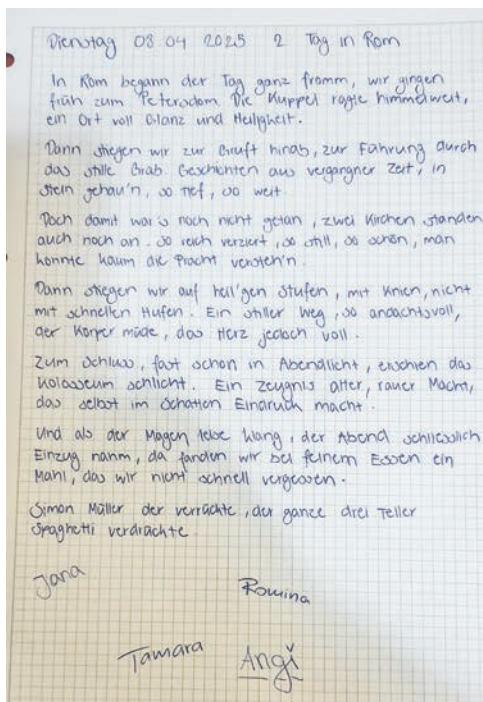 Dienstag 08 04 2025 2 Tag in Rom
In Rom begann der Tag ganz fromm, wir gingen
früh zum Petersdom. Die Kuppel ragte himmelweit,
ein Ort voll Glanz und Heiligkeit.
Dann stiegen wir zur Gruft hinab, zur Führung durch
das stille Grab. Geschichten aus vergangner Zeit, in
Stein gehau'n, so tief, so weit.
Doch damit war's noch nicht getan, zwei Kirchen standen
auch noch an. So reich verziert, so still, so schön, man
konnte kaum die Pracht versteh'n.
Dann stiegen wir auf heil'gen Stufen, mit Knien, nicht
mit schnellen Hufen. Ein stiller Weg, so andachtsvoll,
der Körper müde, das Herz jedoch voll.
Zum Schluss, fast schon in Abendlicht, erschien das
Kolosseum schlicht. Ein Zeugnis alter, rauer Macht,
das selbst im Schatten Eindruck macht.
Und als der Magen leise klang, der Abend schliesslich
Einzug nahm, da fanden wir bei feinem Essen ein
Mahl, das wir nicht schnell vergessen.
Simon Müller der verrückte, der ganze drei Teller
Spaghetti verdrückte.
Jana
Romina
Tamara
Angi